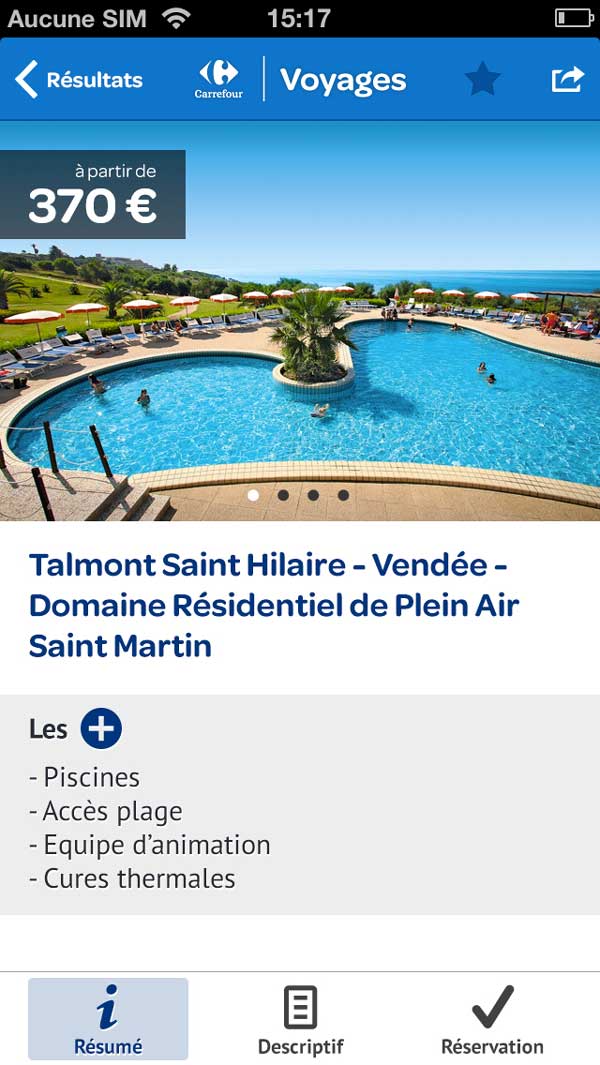 Aucune SIM 15:17
Résultats Carrefour Voyages
à partir de
370 €
Talmont Saint Hilaire - Vendée -
Domaine Résidentiel de Plein Air
Saint Martin
Les +
- Piscines
- Accès plage
- Equipe d’animation
- Cures thermales
Résumé Descriptif Réservation